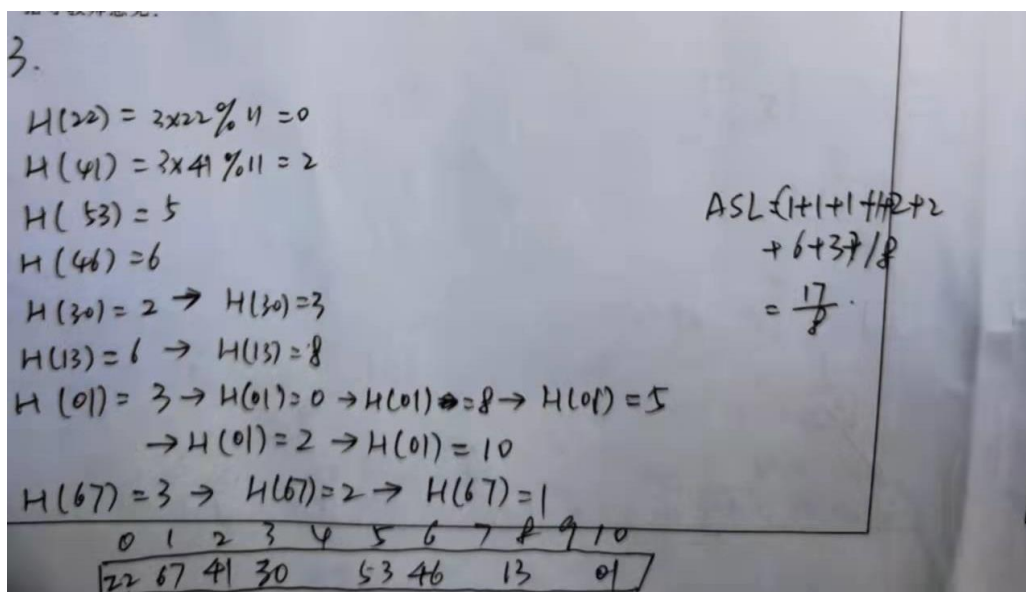 3.
H(22) = 3×22%11 = 0
H(41) = 3×41%11 = 2
H(53) = 5
H(46) = 6
H(30) = 2 → H(30)=3
H(13) = 6 → H(13) = 8
H(01) = 3 → H(01)=0 → H(01)=8 → H(01) = 5
→ H(01) = 2 → H(01) = 10
H(67) = 3 → H(67)=2 → H(67)=1
ASL=(1+1+1+1+2+2
+6+3)/8
= 17/8.
0 1 2 3 4 5 6 7 8 9 10
22 67 41 30 53 46 13 01